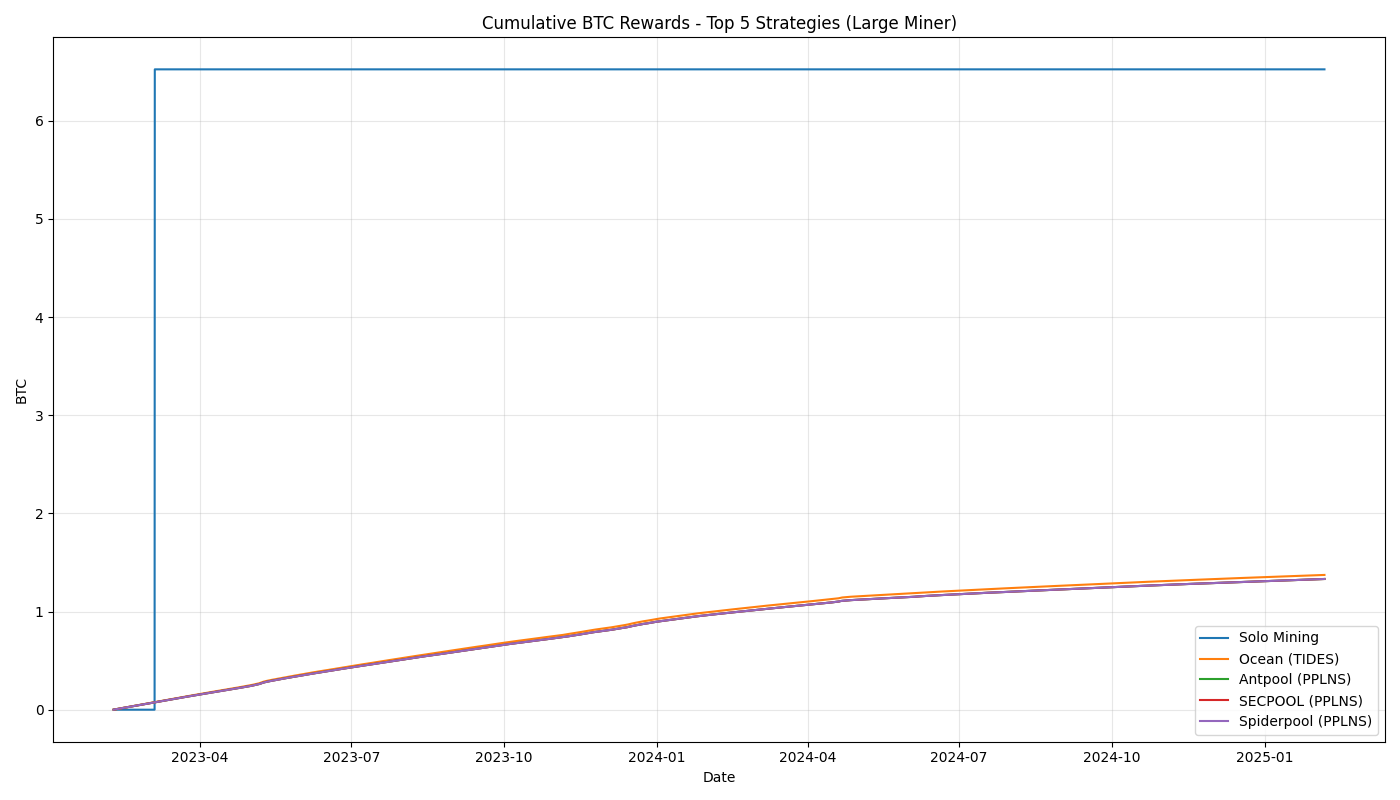 Cumulative BTC Rewards - Top 5 Strategies (Large Miner)
BTC
6
5
4
3
2
1
0
Solo Mining
Ocean (TIDES)
Antpool (PPLNS)
SECPOOL (PPLNS)
Spiderpool (PPLNS)
2023-04 2023-07 2023-10 2024-01 2024-04 2024-07 2024-10 2025-01
Date